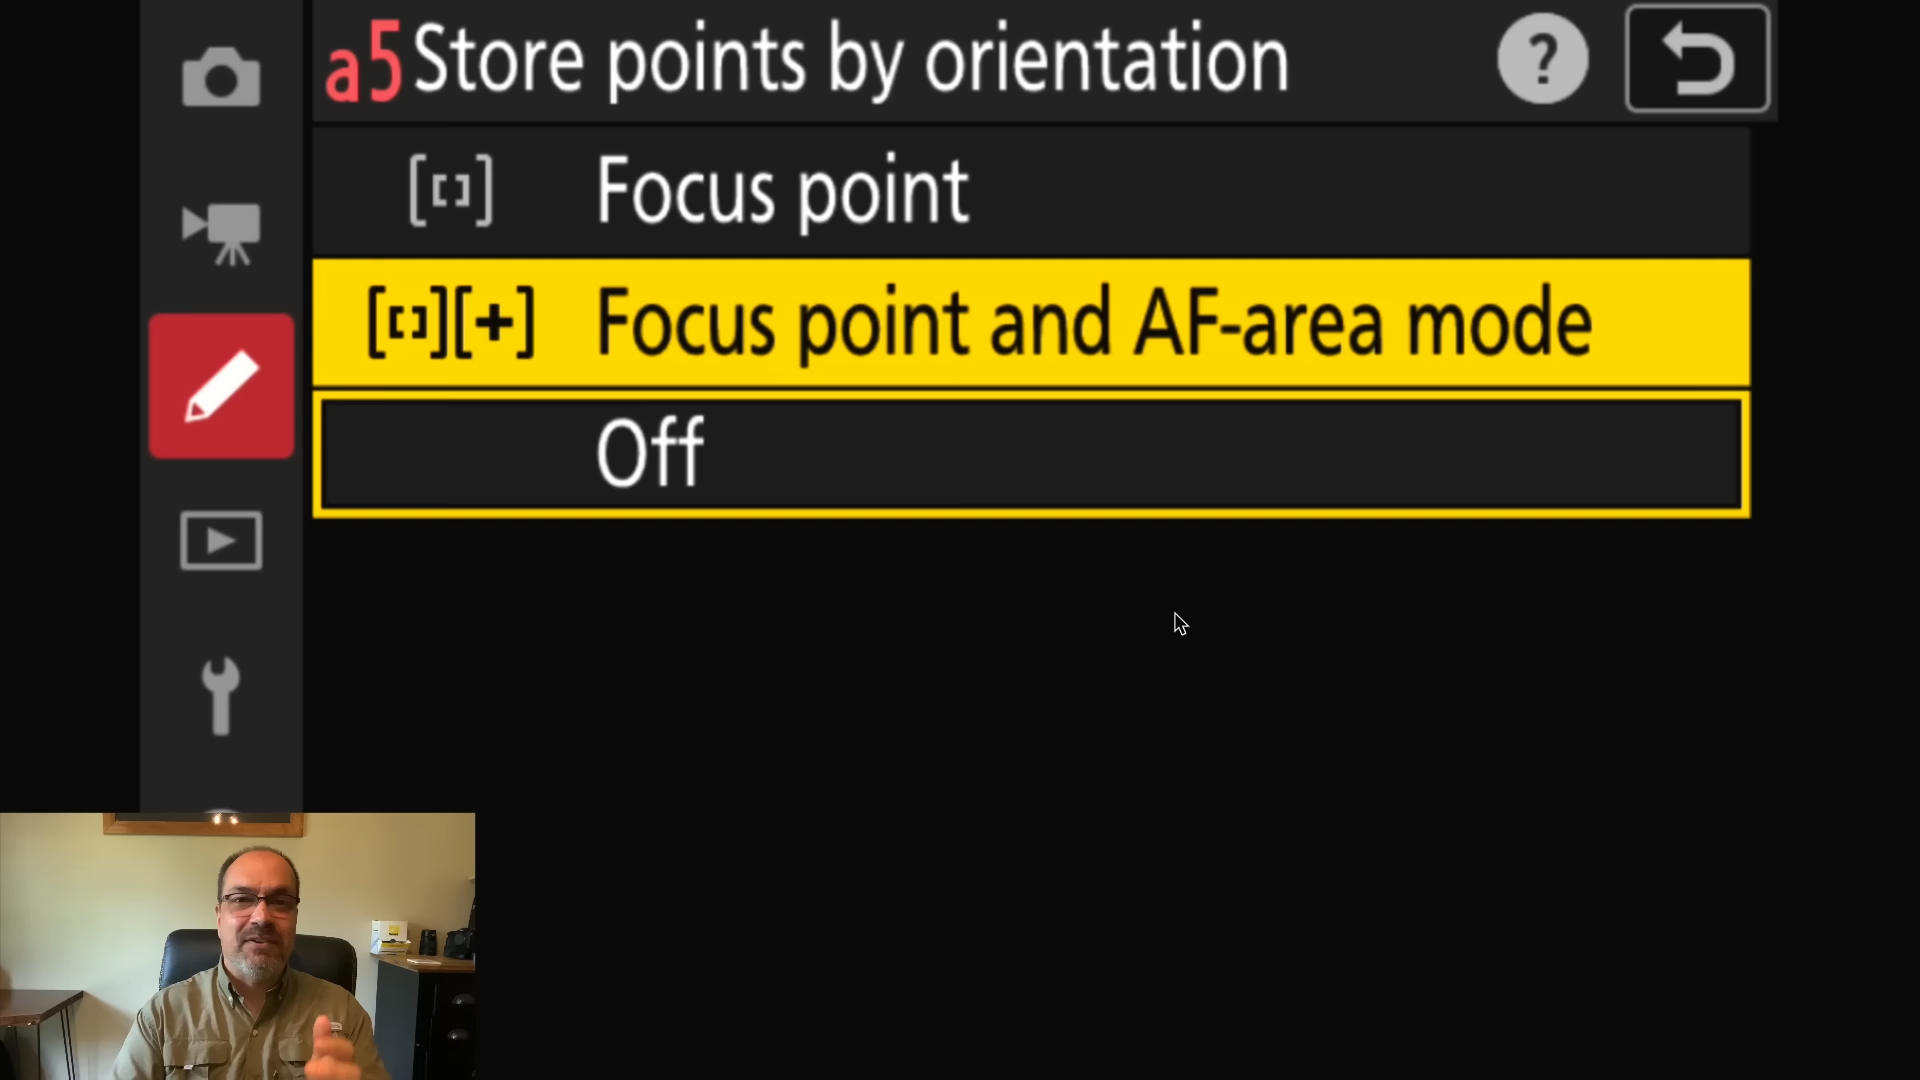 a5 Store points by orientation ?
Focus point
Focus point and AF-area mode
Off